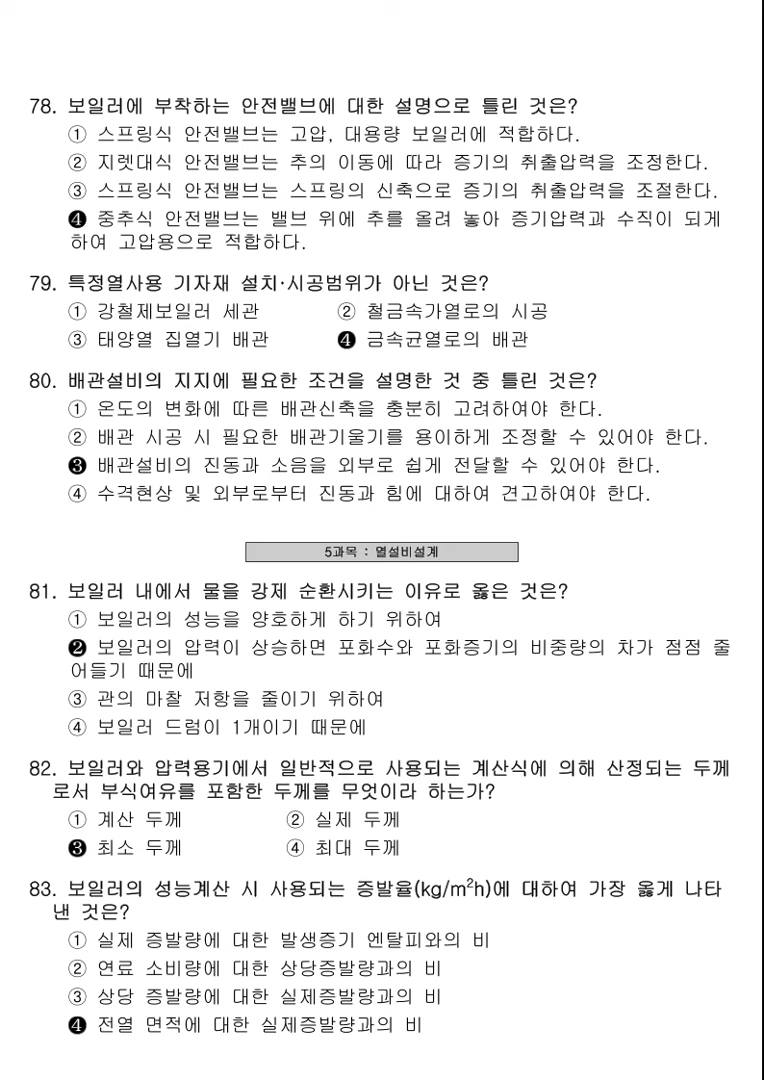 78. 보일러에 부착하는 안전밸브에 대한 설명으로 틀린 것은?
① 스프링식 안전밸브는 고압, 대용량 보일러에 적합하다.
② 지렛대식 안전밸브는 추의 이동에 따라 증기의 취출압력을 조정한다.
③ 스프링식 안전밸브는 스프링의 신축으로 증기의 취출압력을 조절한다.
❹ 중추식 안전밸브는 밸브 위에 추를 올려 놓아 증기압력과 수직이 되게
하여 고압용으로 적합하다.
79. 특정열사용 기자재 설치·시공범위가 아닌 것은?
① 강철제보일러 세관 ② 철금속가열로의 시공
③ 태양열 집열기 배관 ❹ 금속균열로의 배관
80. 배관설비의 지지에 필요한 조건을 설명한 것 중 틀린 것은?
① 온도의 변화에 따른 배관신축을 충분히 고려하여야 한다.
② 배관 시공 시 필요한 배관기울기를 용이하게 조정할 수 있어야 한다.
❸ 배관설비의 진동과 소음을 외부로 쉽게 전달할 수 있어야 한다.
④ 수격현상 및 외부로부터 진동과 힘에 대하여 견고하여야 한다.
5과목 : 열설비설계
81. 보일러 내에서 물을 강제 순환시키는 이유로 옳은 것은?
① 보일러의 성능을 양호하게 하기 위하여
❷ 보일러의 압력이 상승하면 포화수와 포화증기의 비중량의 차가 점점 줄
어들기 때문에
③ 관의 마찰 저항을 줄이기 위하여
④ 보일러 드럼이 1개이기 때문에
82. 보일러와 압력용기에서 일반적으로 사용되는 계산식에 의해 산정되는 두께
로서 부식여유를 포함한 두께를 무엇이라 하는가?
① 계산 두께 ② 실제 두께
❸ 최소 두께 ④ 최대 두께
83. 보일러의 성능계산 시 사용되는 증발율(kg/m²h)에 대하여 가장 옳게 나타
낸 것은?
① 실제 증발량에 대한 발생증기 엔탈피와의 비
② 연료 소비량에 대한 상당증발량과의 비
③ 상당 증발량에 대한 실제증발량과의 비
❹ 전열 면적에 대한 실제증발량과의 비